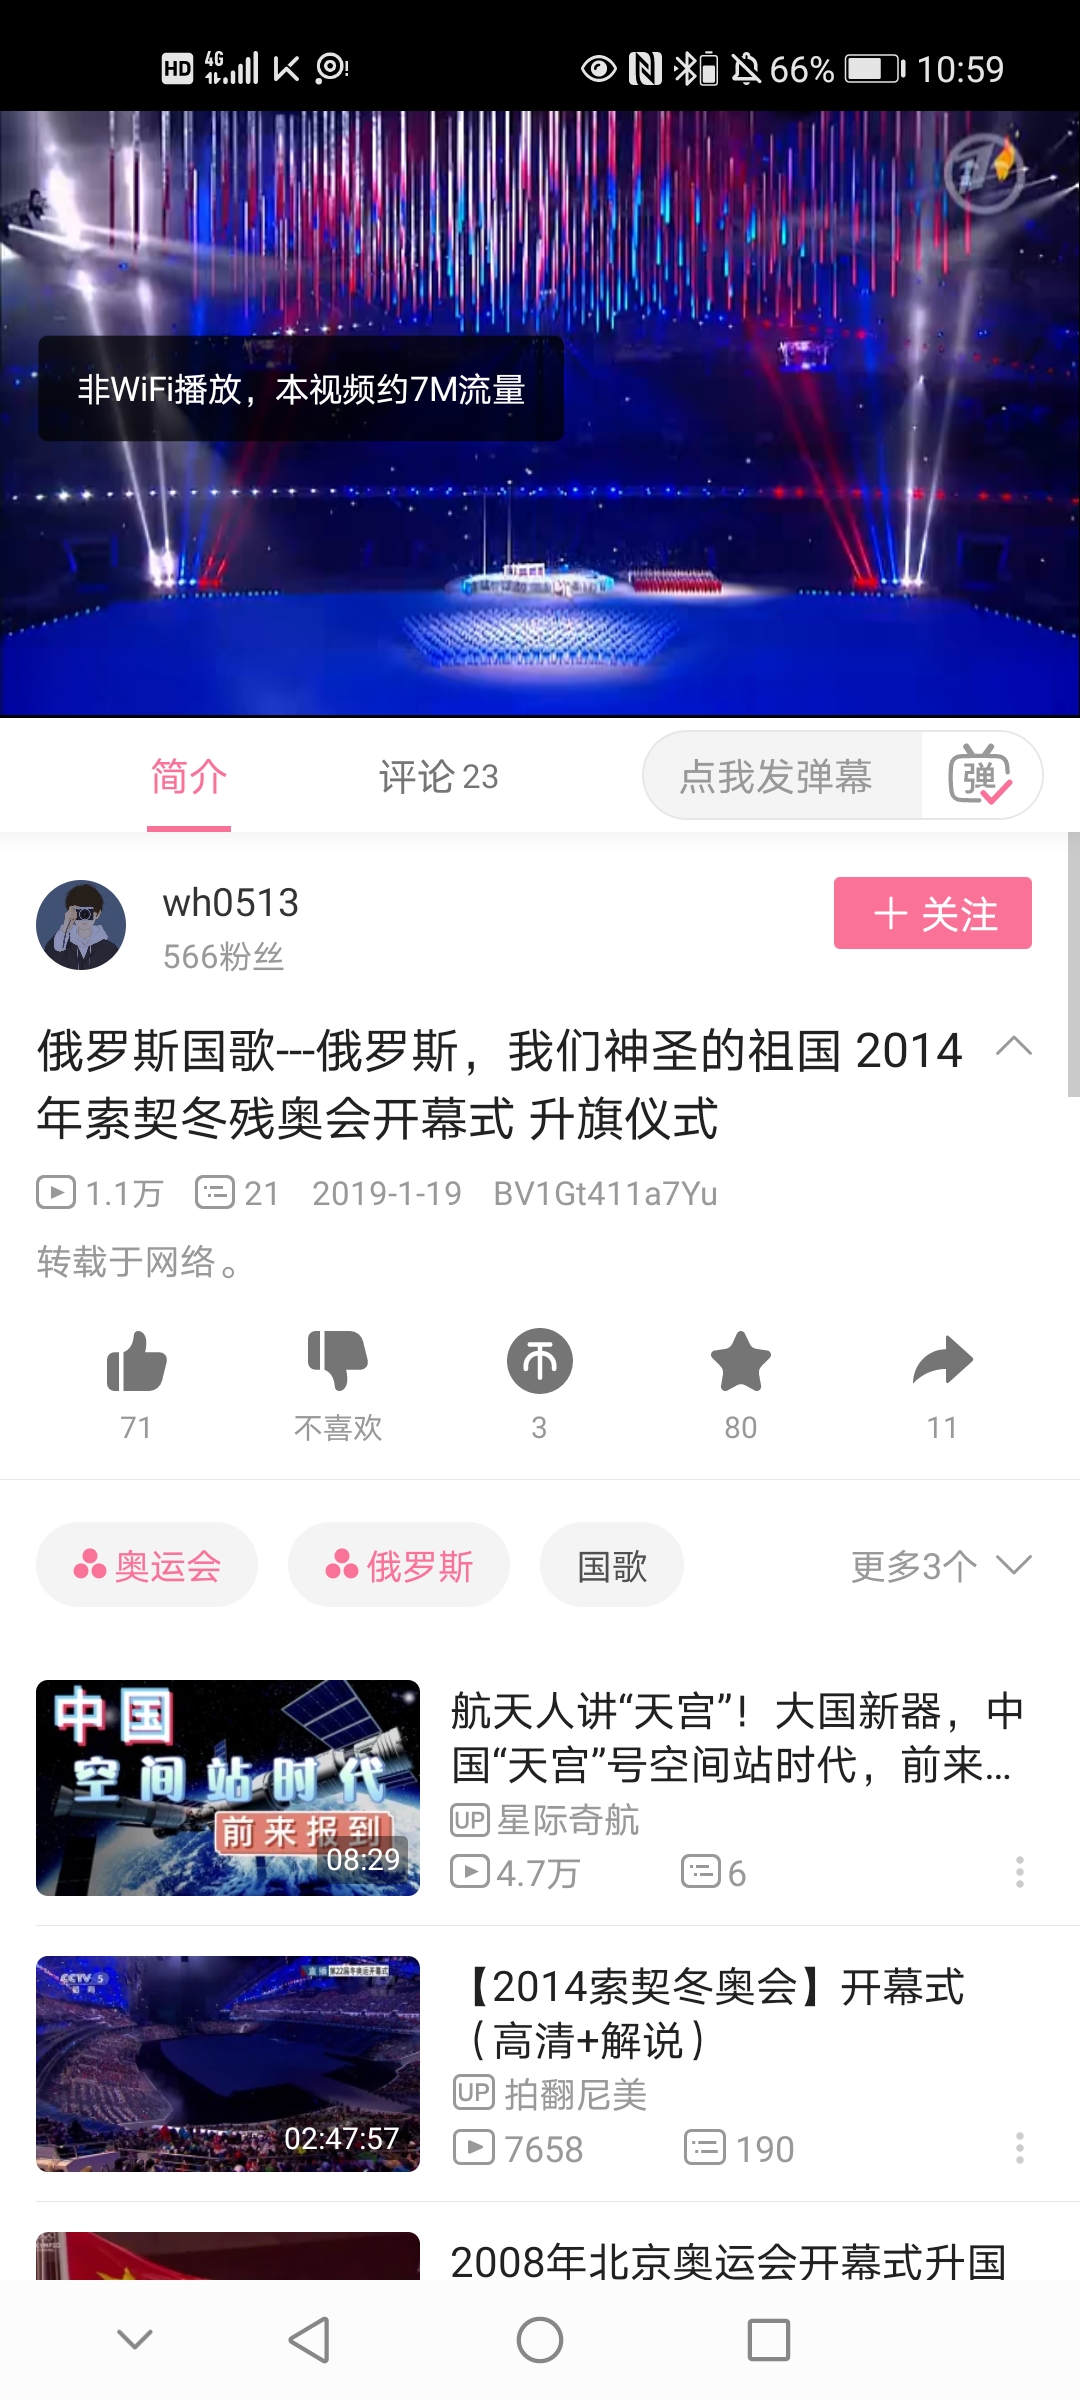 HD 4G 66% 10:59
非WiFi播放，本视频约7M流量
简介 评论 23 点我发弹幕 弹
wh0513
566粉丝
关注
俄罗斯国歌---俄罗斯，我们神圣的祖国 2014
年索契冬残奥会开幕式 升旗仪式
1.1万 21 2019-1-19 BV1Gt411a7Yu
转载于网络。
71 不喜欢 3 80 11
奥运会 俄罗斯 国歌 更多3个
中国
空间站时代
前来报到
08:29
航天人讲“天宫”！大国新器，中
国“天宫”号空间站时代，前来...
UP 星际奇航
4.7万 6
CCTV 5
02:47:57
【2014索契冬奥会】开幕式
（高清+解说）
UP 拍翻尼美
7658 190
2008年北京奥运会开幕式升国